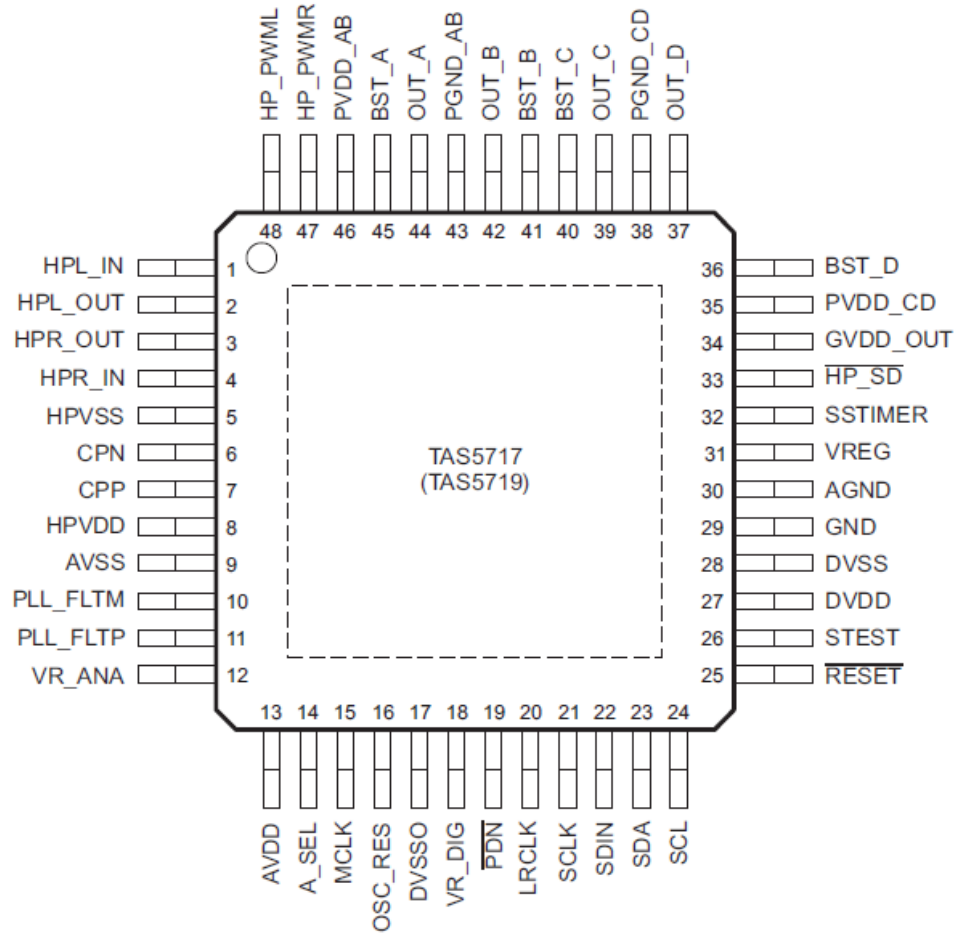 HP_PWML
HP_PWMR
PVDD_AB
BST_A
OUT_A
PGND_AB
OUT_B
BST_B
BST_C
OUT_C
PGND_CD
OUT_D
48 47 46 45 44 43 42 41 40 39 38 37
HPL_IN 1
HPL_OUT 2
HPR_OUT 3
HPR_IN 4
HPVSS 5
CPN 6
CPP 7
HPVDD 8
AVSS 9
PLL_FLTM 10
PLL_FLTP 11
VR_ANA 12
TAS5717
(TAS5719)
36 BST_D
35 PVDD_CD
34 GVDD_OUT
33 HP_SD
32 SSTIMER
31 VREG
30 AGND
29 GND
28 DVSS
27 DVDD
26 STEST
25 RESET
13 14 15 16 17 18 19 20 21 22 23 24
AVDD
A_SEL
MCLK
OSC_RES
DVSSO
VR_DIG
PDN
LRCLK
SCLK
SDIN
SDA
SCL